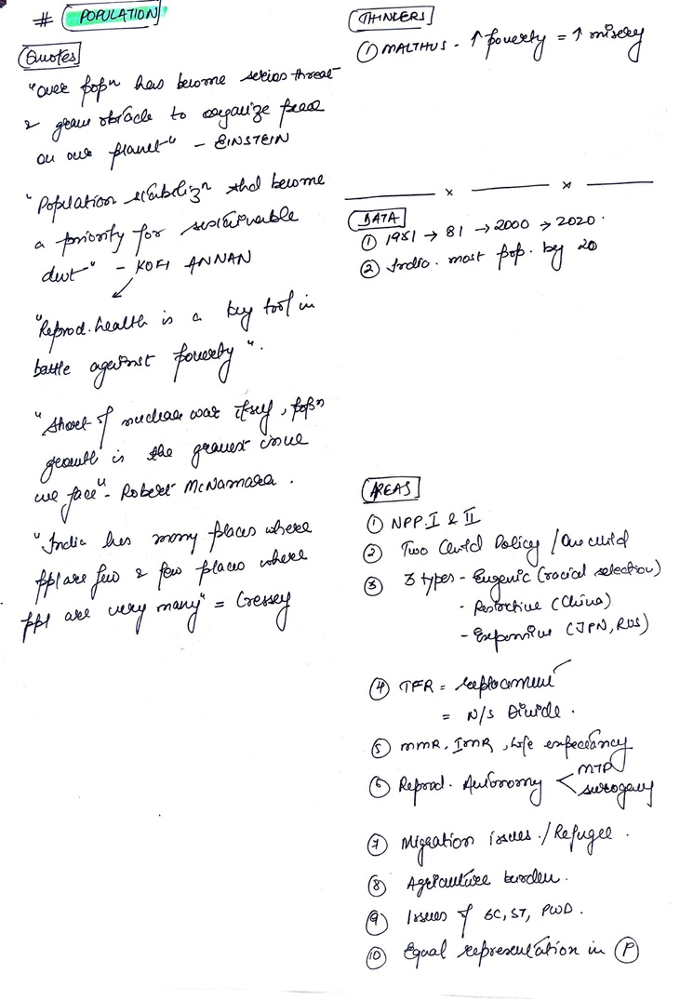 # POPULATION
Quotes
"Over popn has become serios threat
& grave obstacle to organize peace
on our planet" - EINSTEIN
"Population stabilizn shd become
a priority for sustainable
devt" - KOFI ANNAN
"Reprod. health is a key tool in
battle against poverty".
"Short of nuclear war itself, popn
growth is the gravest issue
we face" - Robert McNamara.
"India has many places where
ppl are few & few places where
ppl are very many" = Cressey
THINKERS
① MALTHUS - ↑ poverty = ↑ misery
x x
DATA
① 1951 → 81 → 2000 → 2020.
② India. most pop. by 20
AREAS
① NPP. I & II
② Two Child Policy / One child
③ 3 types - Eugenic (racial selection)
- Restrictive (China)
- Expansive (JPN, RUS)
④ TFR = replacement
= N/S Divide.
⑤ MMR, IMR, life expectancy
⑥ Reprod. Autonomy < MTP
surrogacy
⑦ Migration issues / Refugee.
⑧ Agriculture burden.
⑨ Issues of SC, ST, PWD.
⑩ Equal representation in Ⓟ